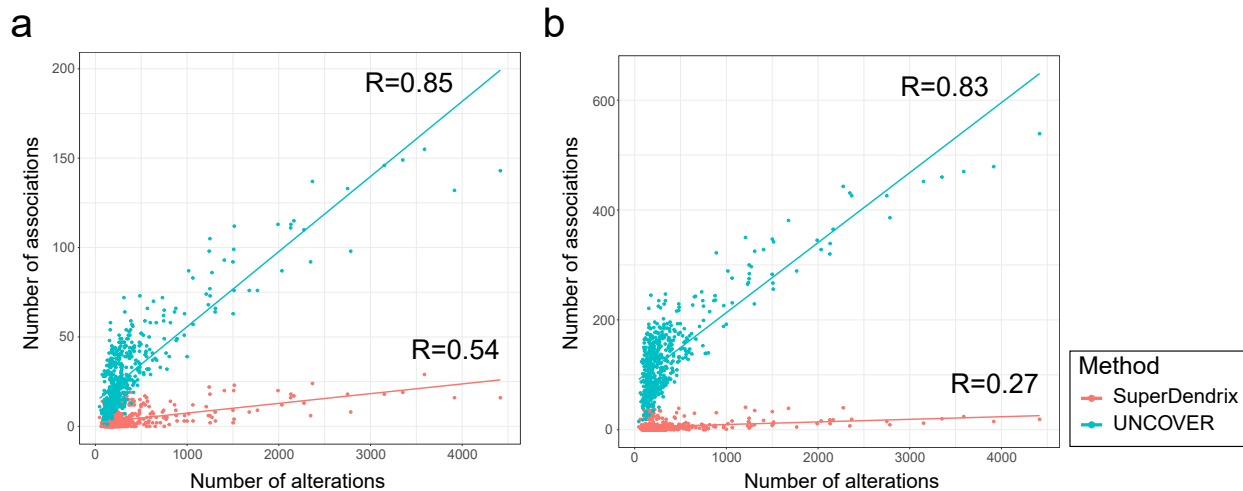 a
200
150
100
50
0
R=0.85
R=0.54
Number of associations
0
1000
2000
3000
4000
Number of alterations
b
600
400
200
0
R=0.83
R=0.27
Number of associations
0
1000
2000
3000
4000
Number of alterations
Method
SuperDendrix
UNCOVER